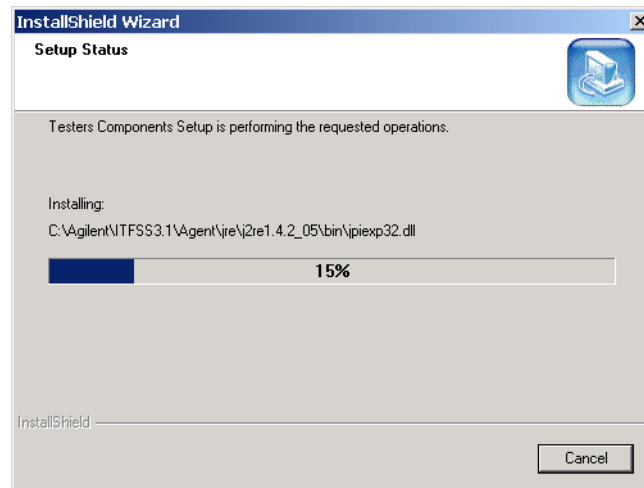 InstallShield Wizard
Setup Status
Testers Components Setup is performing the requested operations.
Installing:
C:\Agilent\ITFSS3.1\Agent\jre\j2re1.4.2_05\bin\jpiexp32.dll
15%
InstallShield
Cancel